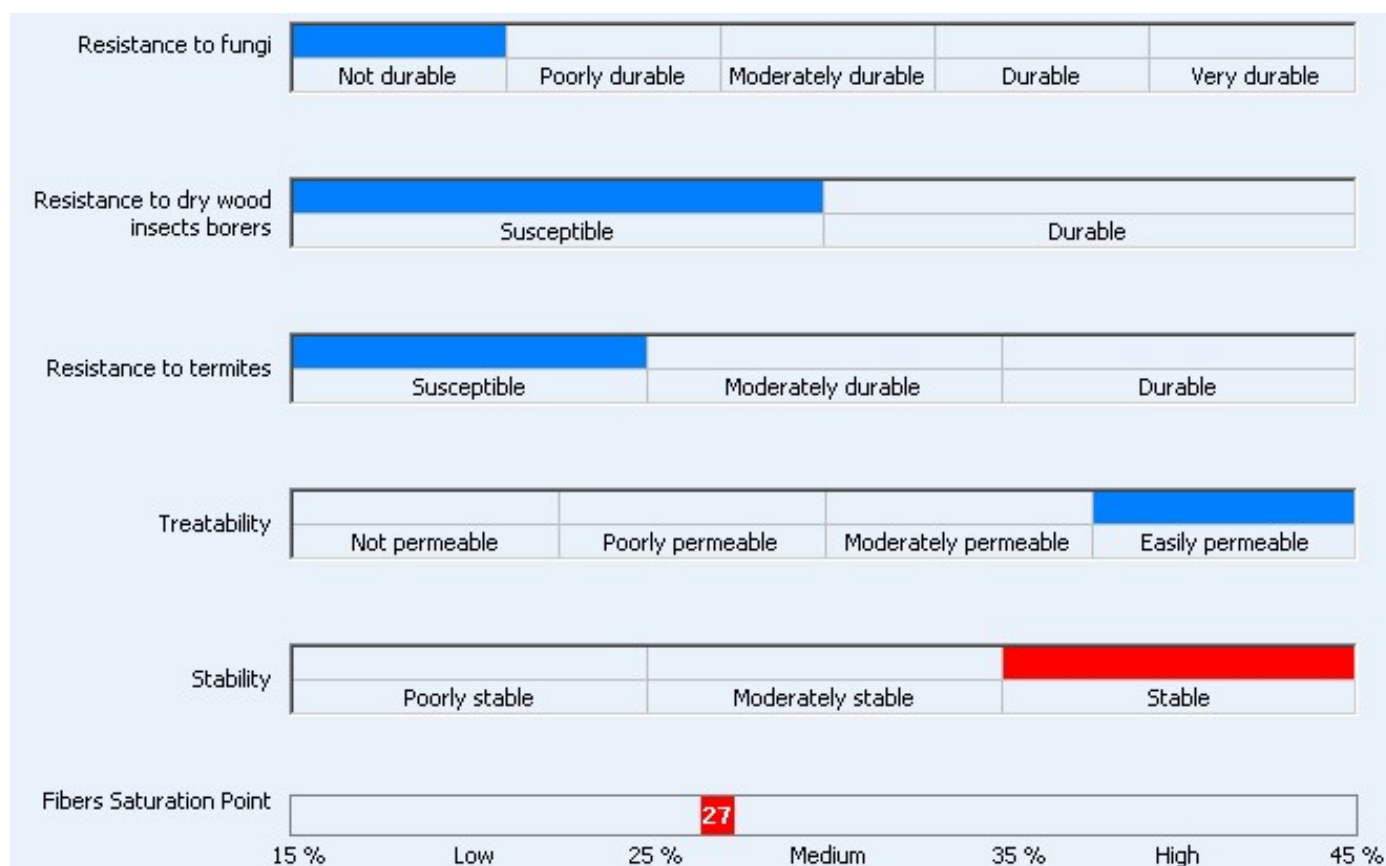 Resistance to fungi
Not durable Poorly durable Moderately durable Durable Very durable
Resistance to dry wood
insects borers
Susceptible Durable
Resistance to termites
Susceptible Moderately durable Durable
Treatability
Not permeable Poorly permeable Moderately permeable Easily permeable
Stability
Poorly stable Moderately stable Stable
Fibers Saturation Point
27
15 % Low 25 % Medium 35 % High 45 %